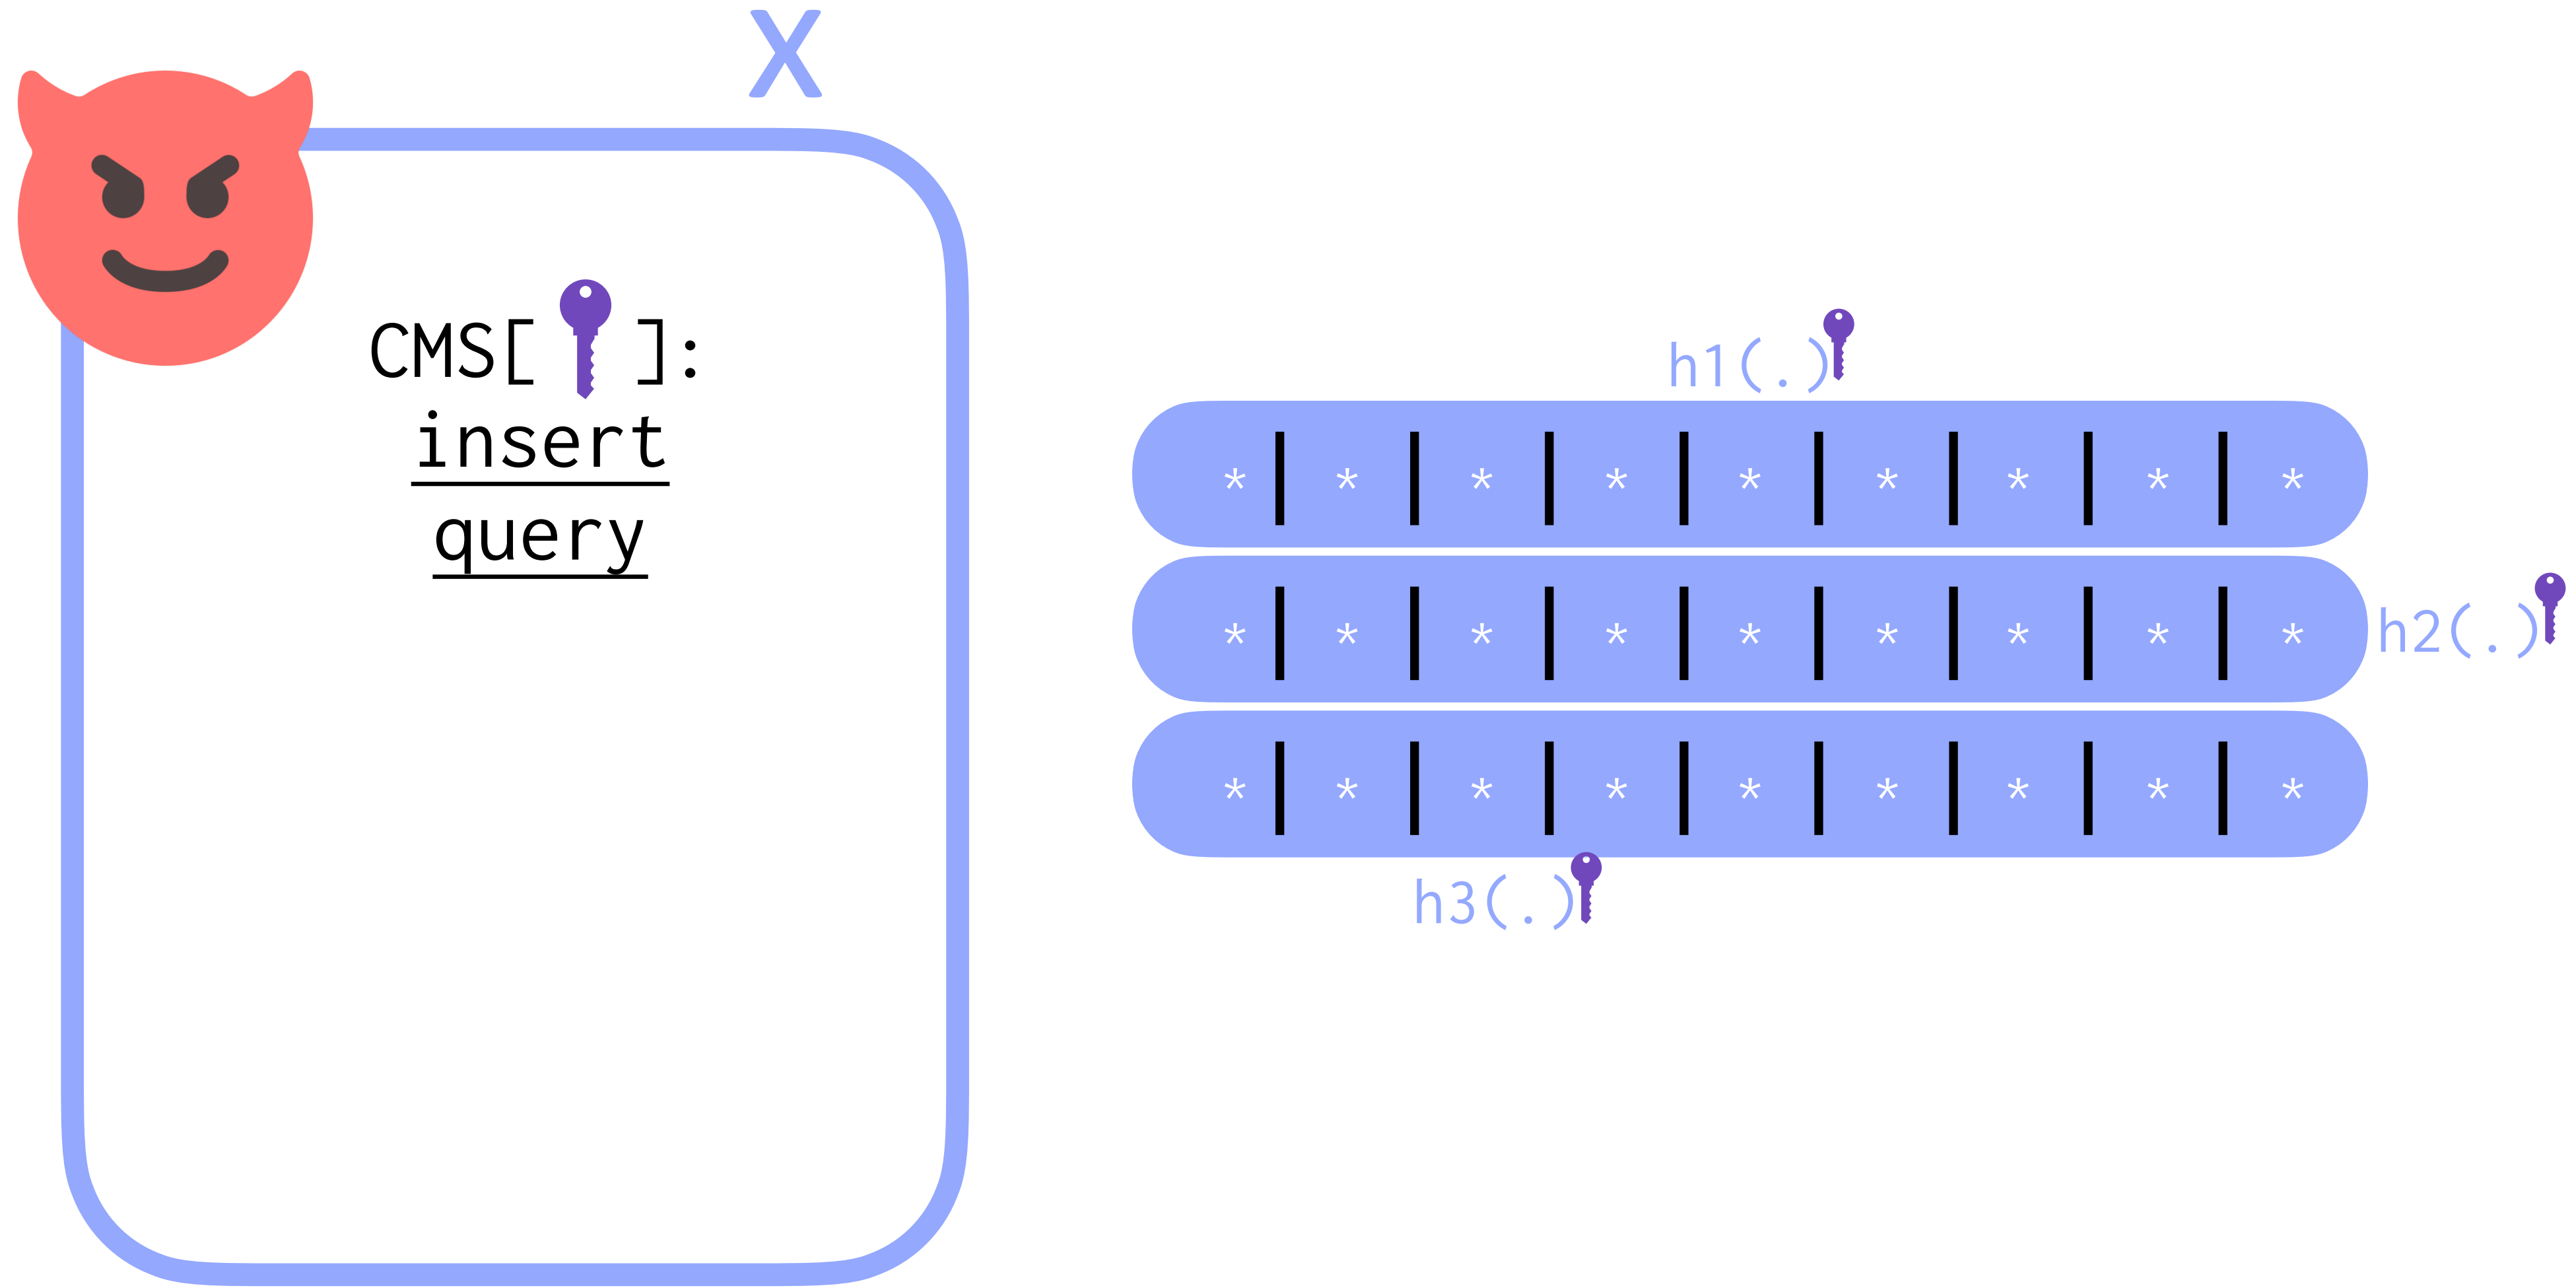 X
CMS[ ]:
insert
query
h1(.)
* | * | * | * | * | * | * | * | *
* | * | * | * | * | * | * | * | *
h2(.)
* | * | * | * | * | * | * | * | *
h3(.)